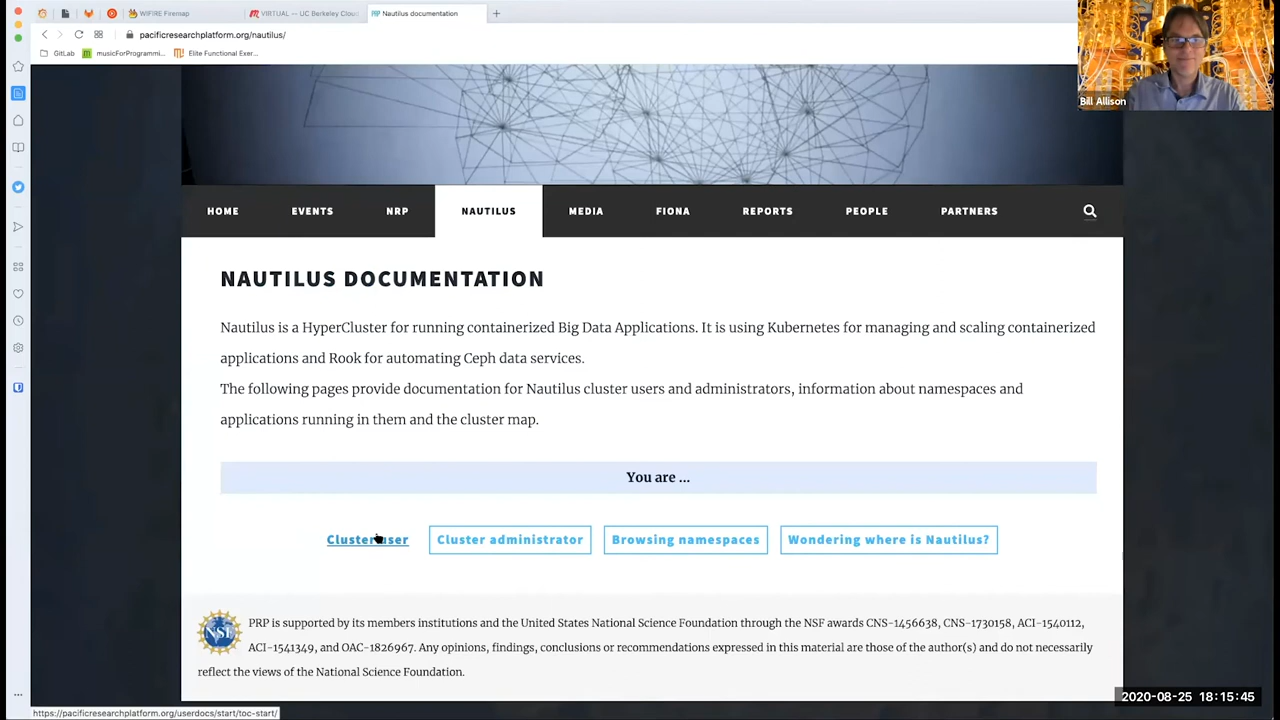 WIFIRE Firemap
VIRTUAL — UC Berkeley Clou
Nautilus documentation
pacificresearchplatform.org/nautilus/
GitLab
musicForProgrammi...
Elite Functional Exer...
Bill Allison
HOME
EVENTS
NRP
NAUTILUS
MEDIA
FIONA
REPORTS
PEOPLE
PARTNERS
NAUTILUS DOCUMENTATION
Nautilus is a HyperCluster for running containerized Big Data Applications. It is using Kubernetes for managing and scaling containerized
applications and Rook for automating Ceph data services.
The following pages provide documentation for Nautilus cluster users and administrators, information about namespaces and
applications running in them and the cluster map.
You are ...
Cluster user
Cluster administrator
Browsing namespaces
Wondering where is Nautilus?
NSF
PRP is supported by its members institutions and the United States National Science Foundation through the NSF awards CNS-1456638, CNS-1730158, ACI-1540112,
ACI-1541349, and OAC-1826967. Any opinions, findings, conclusions or recommendations expressed in this material are those of the author(s) and do not necessarily
reflect the views of the National Science Foundation.
2020-08-25 18:15:45
https://pacificresearchplatform.org/userdocs/start/toc-start/